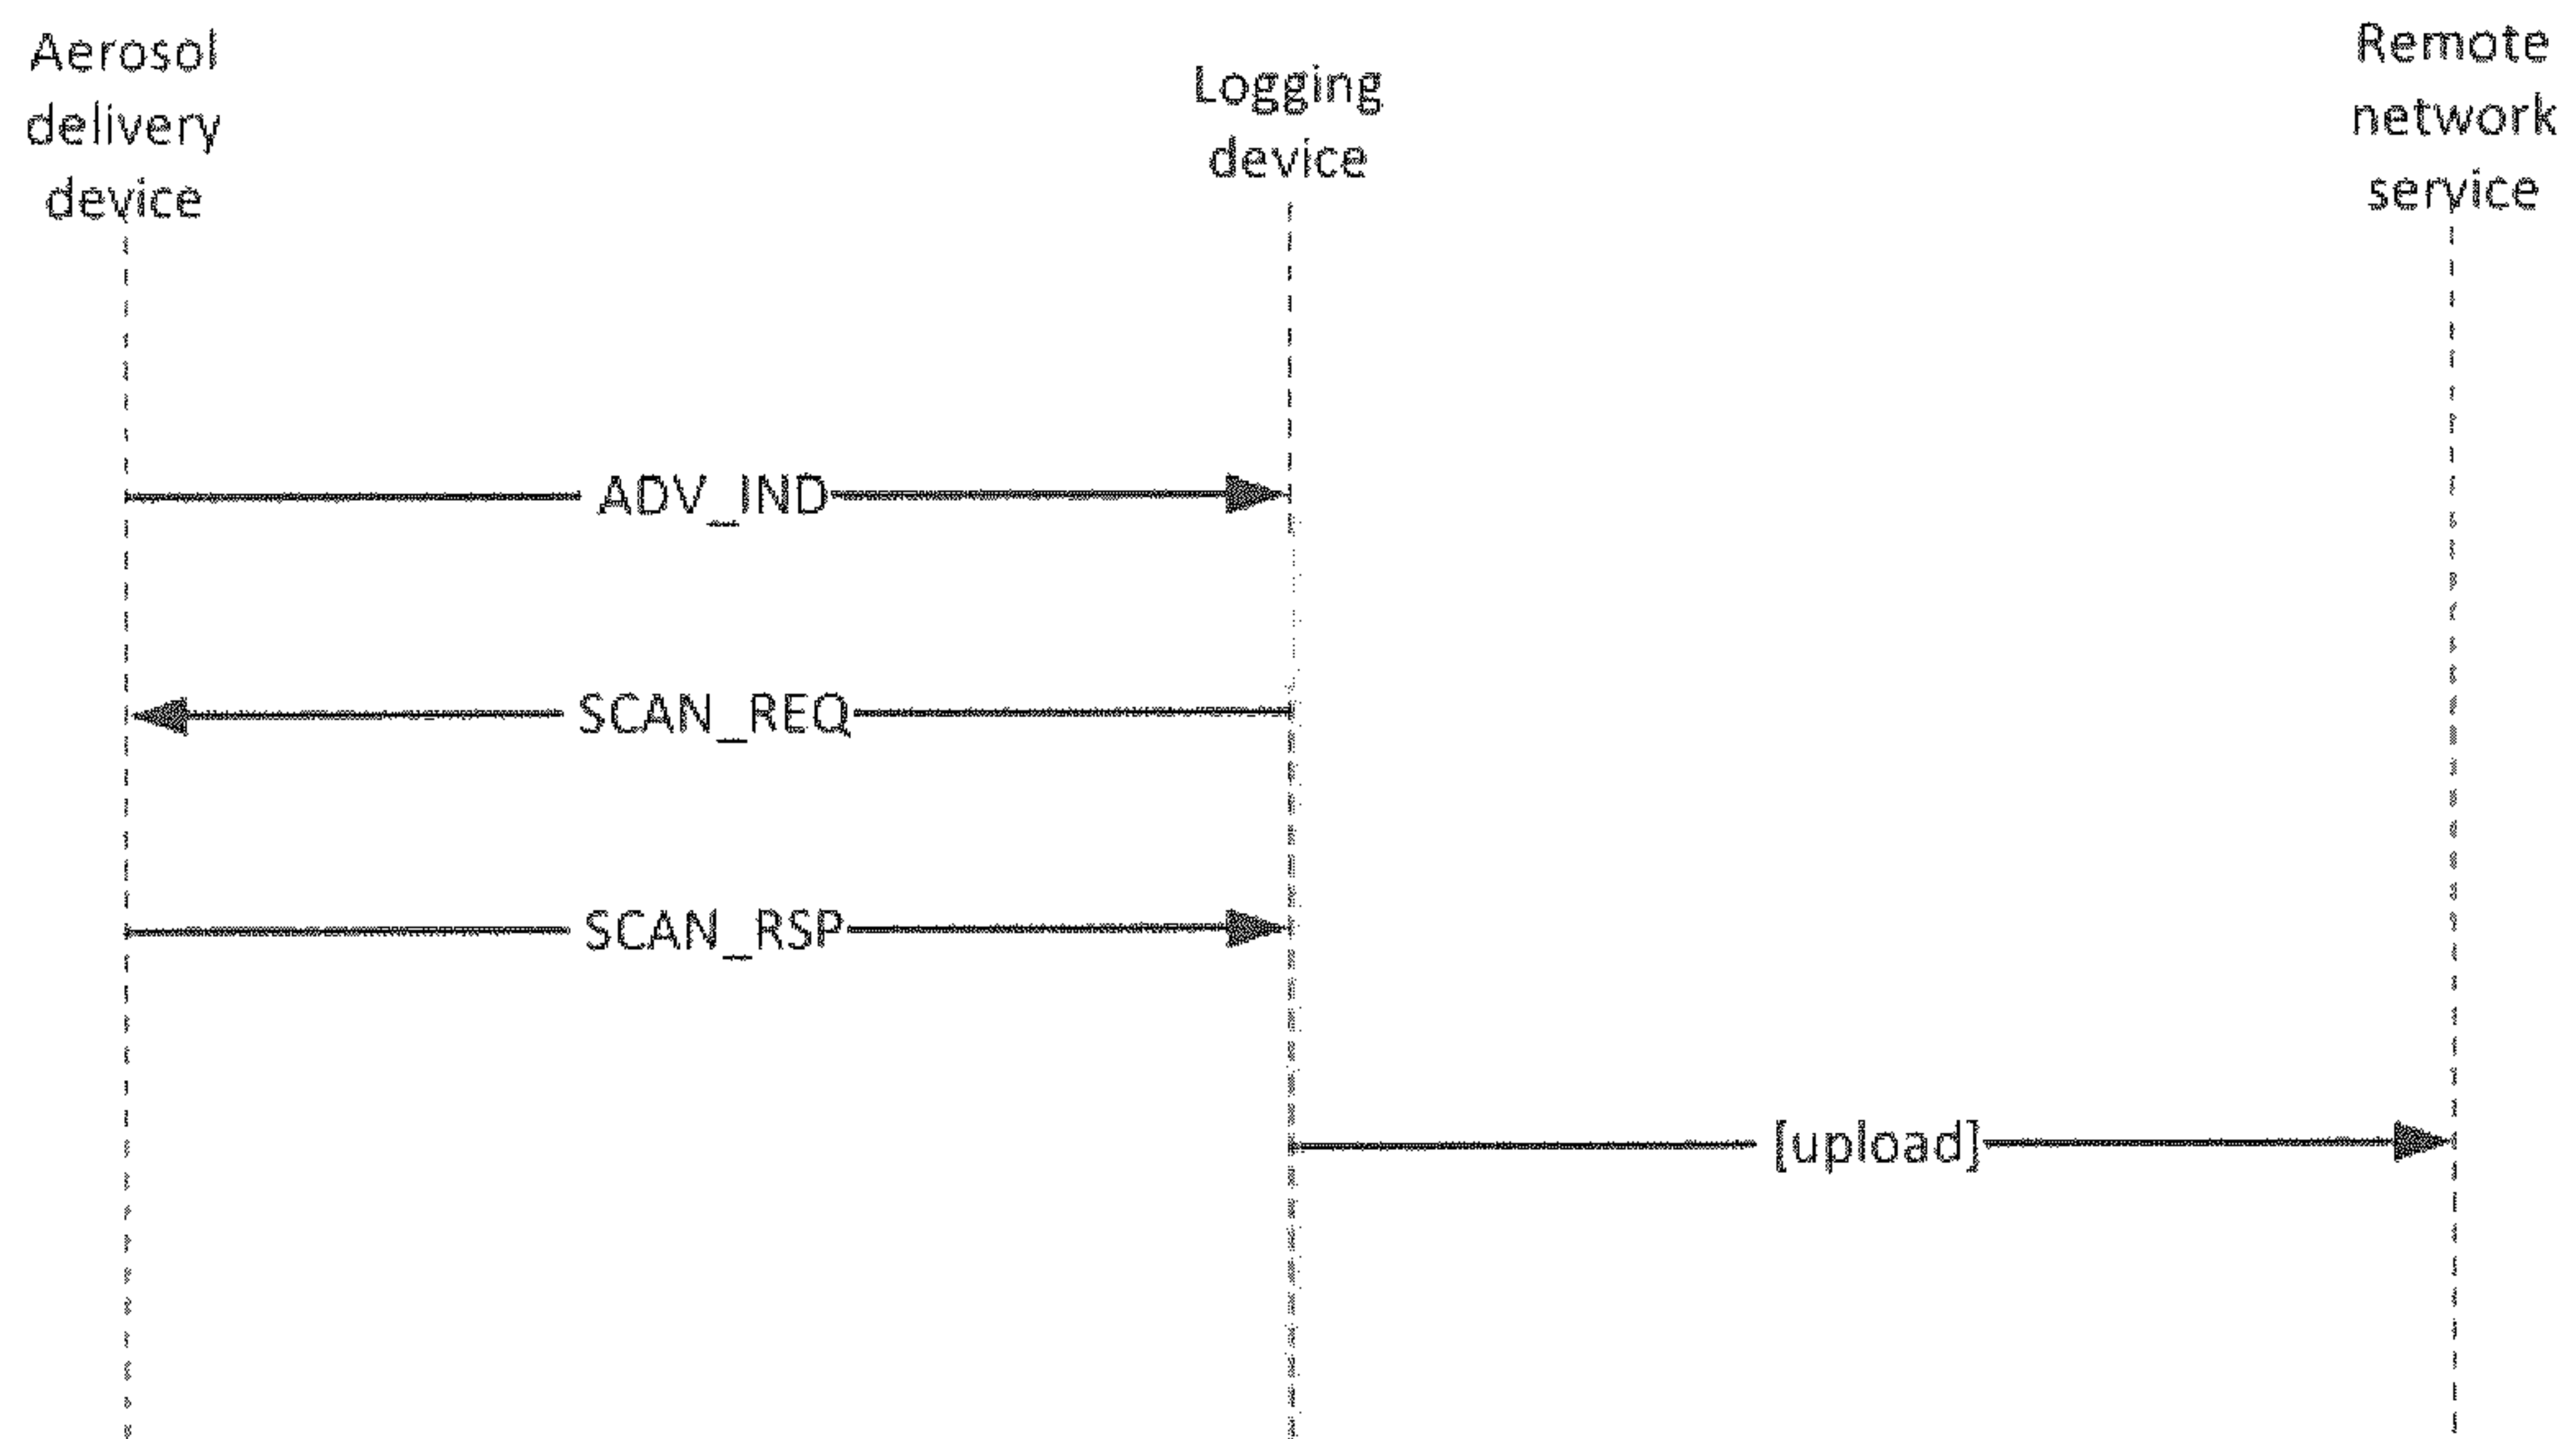 Aerosol
delivery
device
Logging
device
Remote
network
service
ADV_IND
SCAN_REQ
SCAN_RSP
[upload]